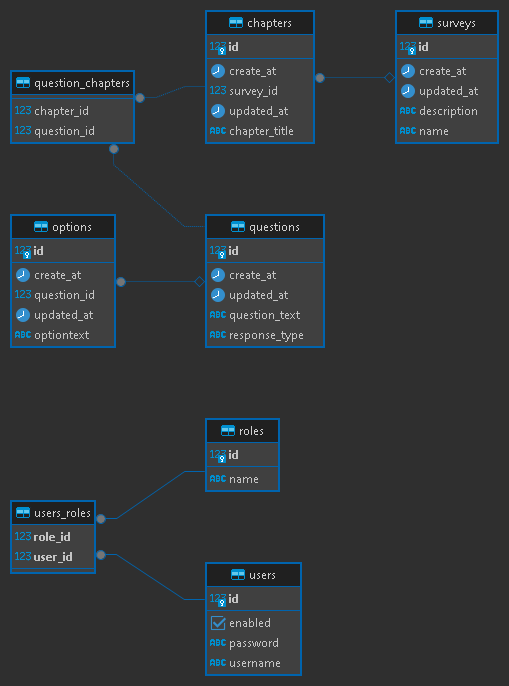 chapters
123 id
create_at
123 survey_id
updated_at
ABC chapter_title
surveys
123 id
create_at
updated_at
ABC description
ABC name
question_chapters
123 chapter_id
123 question_id
options
123 id
create_at
123 question_id
updated_at
ABC optiontext
questions
123 id
create_at
updated_at
ABC question_text
ABC response_type
roles
123 id
ABC name
users_roles
123 role_id
123 user_id
users
123 id
enabled
ABC password
ABC username